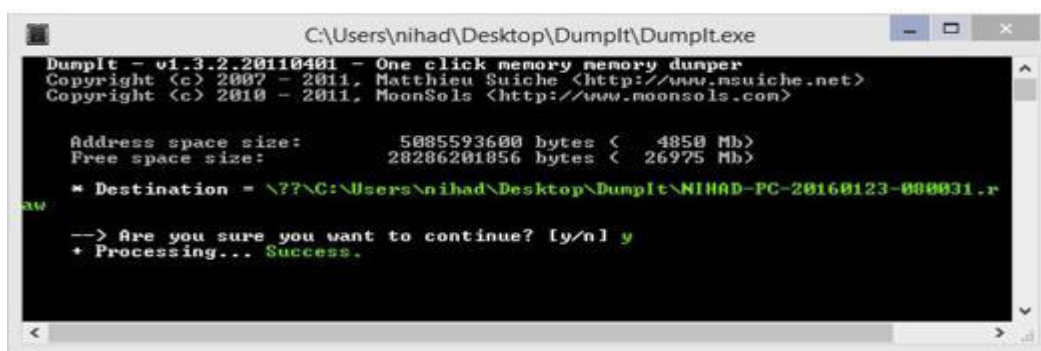 C:\Users\nihad\Desktop\DumpIt\DumpIt.exe
DumpIt - v1.3.2.20110401 - One click memory memory dumper
Copyright (c) 2007 - 2011, Matthieu Suiche <http://www.msuiche.net>
Copyright (c) 2010 - 2011, MoonSols <http://www.moonsols.com>
Address space size: 5085593600 bytes ( 4850 Mb)
Free space size: 28286201856 bytes ( 26975 Mb)
* Destination = \??\C:\Users\nihad\Desktop\DumpIt\NIHAD-PC-20160123-080031.r
aw
--> Are you sure you want to continue? [y/n] y
+ Processing... Success.